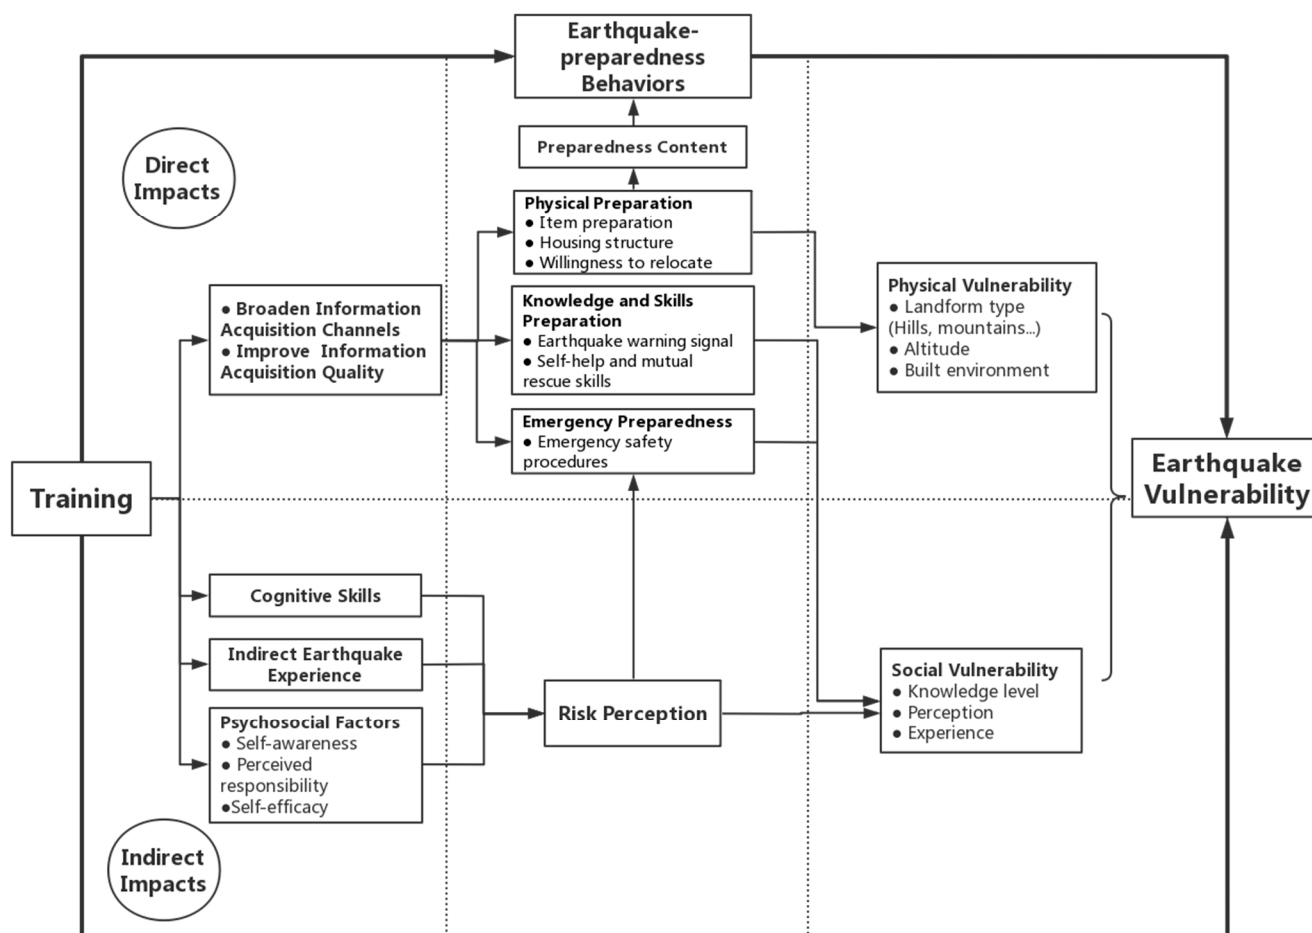 Earthquake-
preparedness
Behaviors
Preparedness Content
Direct
Impacts
Physical Preparation
● Item preparation
● Housing structure
● Willingness to relocate
● Broaden Information
Acquisition Channels
● Improve Information
Acquisition Quality
Knowledge and Skills
Preparation
● Earthquake warning signal
● Self-help and mutual
rescue skills
Emergency Preparedness
● Emergency safety
procedures
Physical Vulnerability
● Landform type
(Hills, mountains...)
● Altitude
● Built environment
Training
Earthquake
Vulnerability
Cognitive Skills
Indirect Earthquake
Experience
Psychosocial Factors
● Self-awareness
● Perceived
responsibility
●Self-efficacy
Risk Perception
Social Vulnerability
● Knowledge level
● Perception
● Experience
Indirect
Impacts